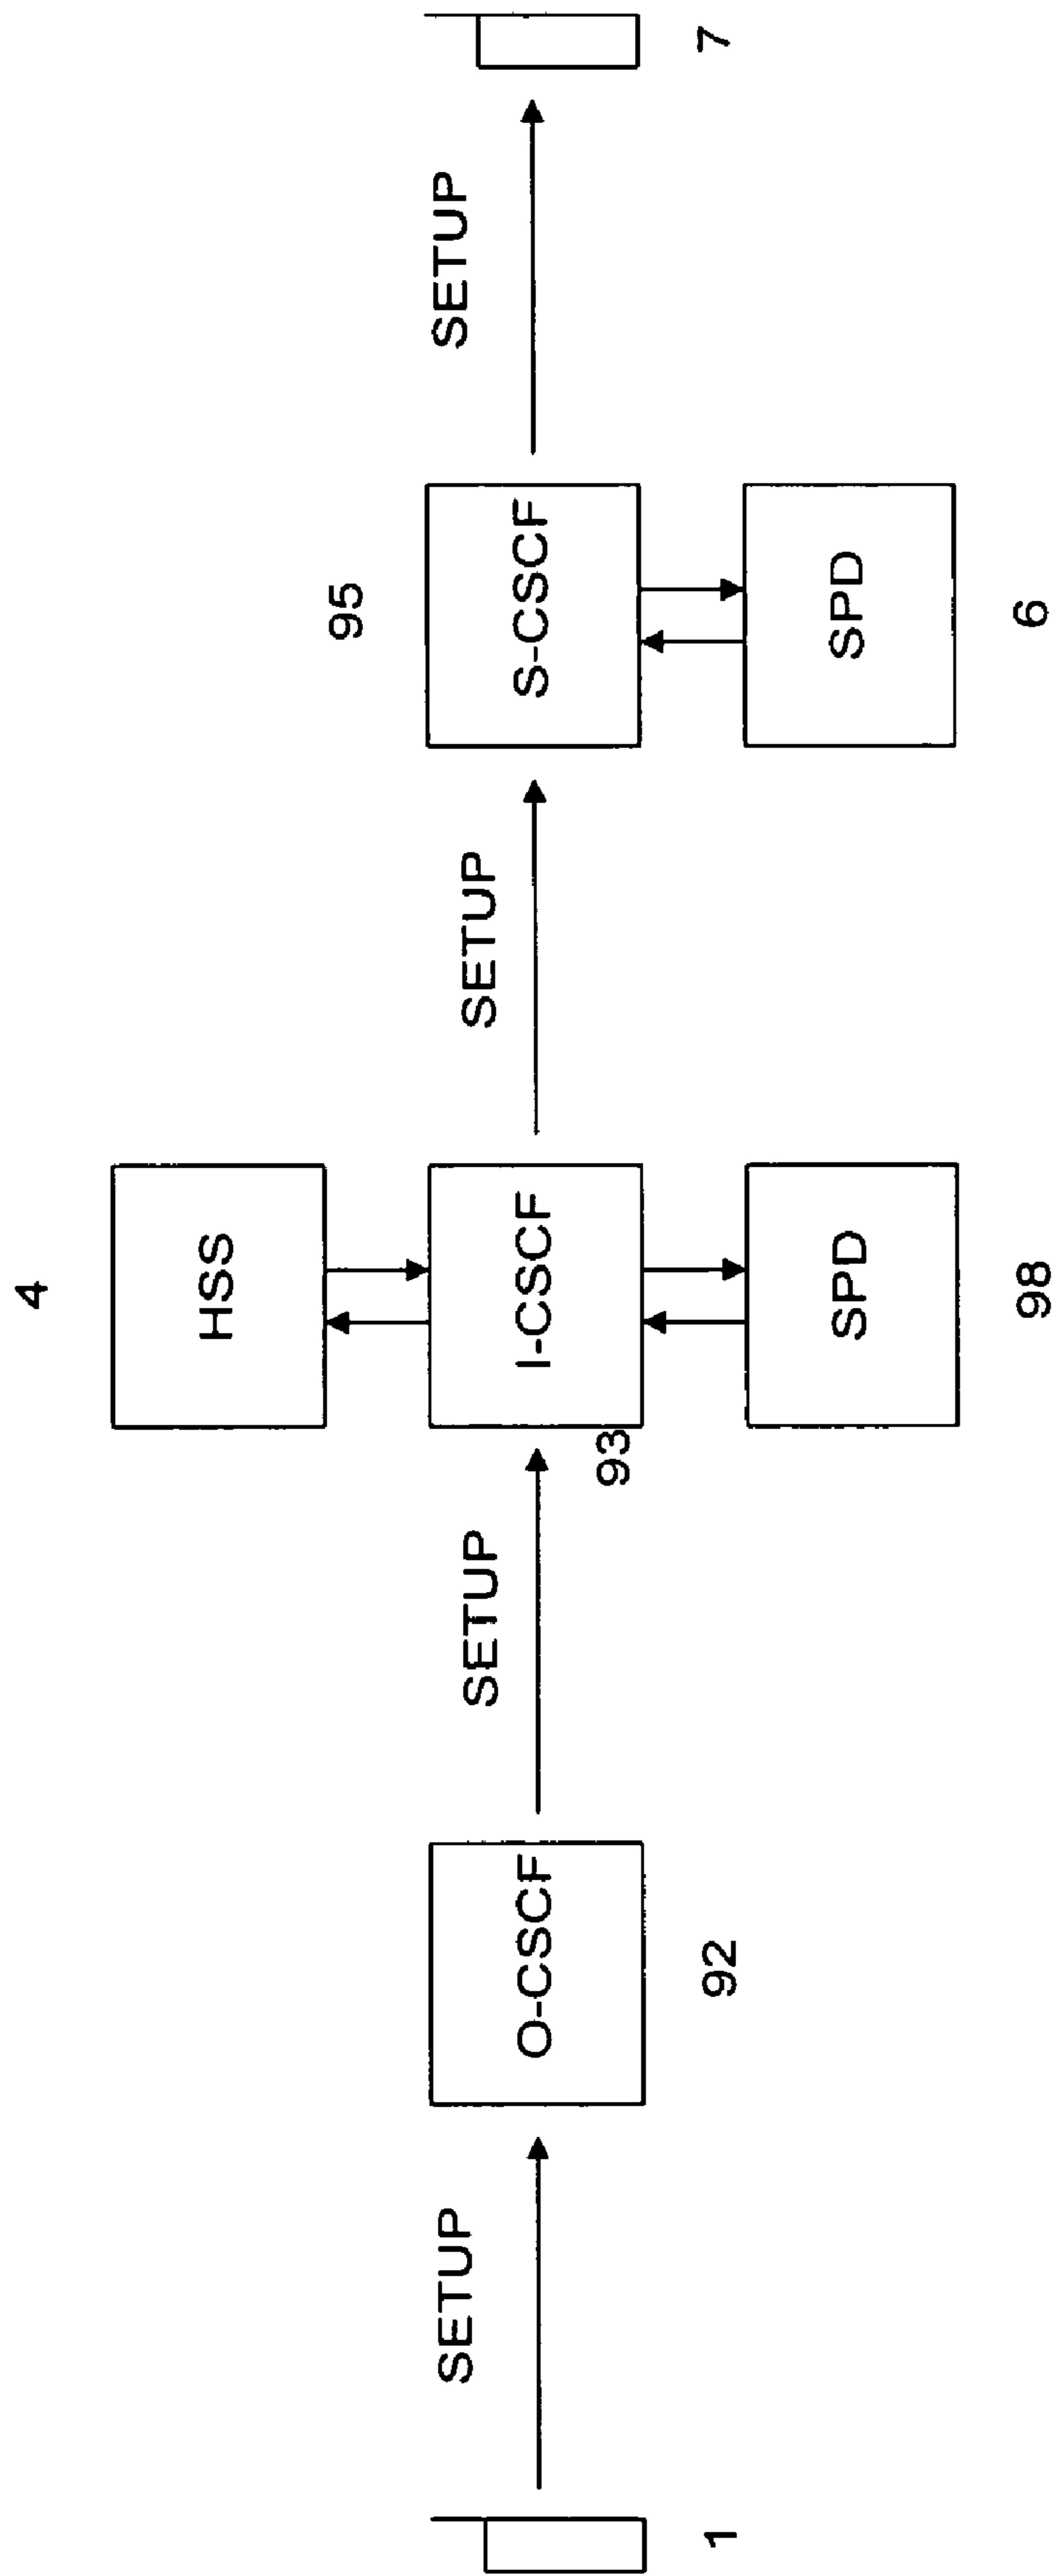 4
HSS
95
SETUP
SETUP
SETUP
SETUP
O-CSCF
I-CSCF
S-CSCF
93
1
92
7
SPD
SPD
98
6